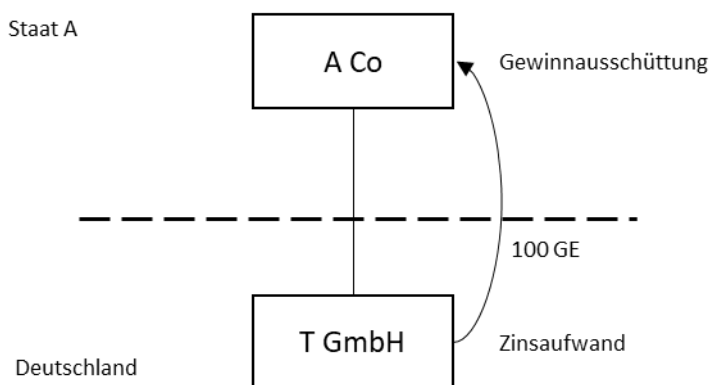 Staat A
A Co
Gewinnausschüttung
100 GE
T GmbH
Zinsaufwand
Deutschland